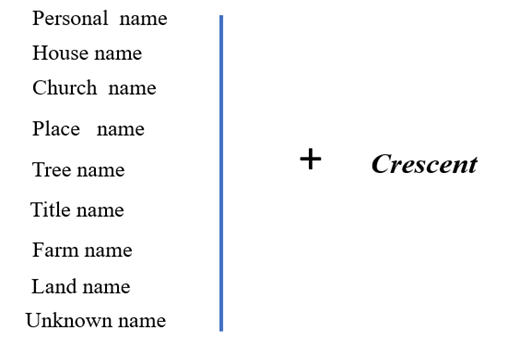 Personal name
House name
Church name
Place name
Tree name
Title name
Farm name
Land name
Unknown name
+ Crescent